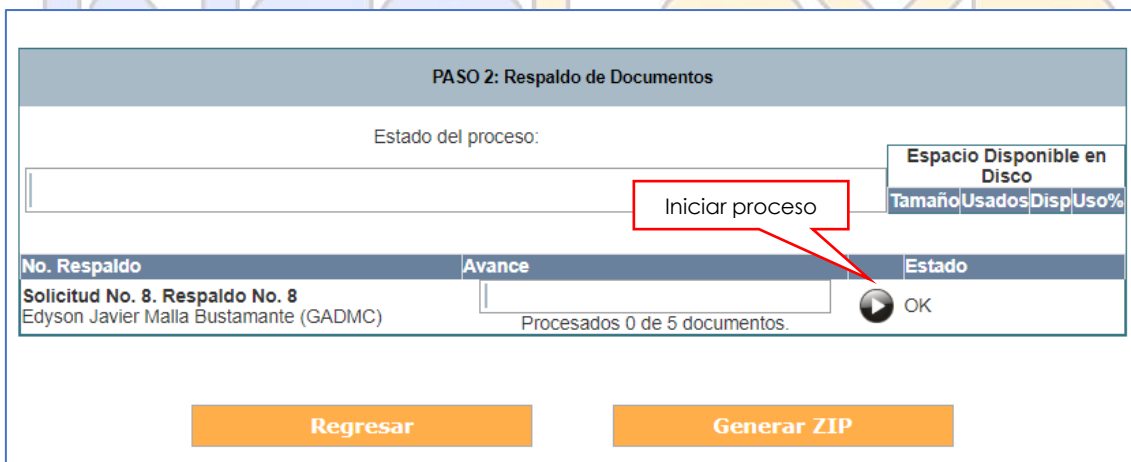 PASO 2: Respaldo de Documentos
Estado del proceso:
Espacio Disponible en
Disco
Tamaño Usados Disp Uso%
Iniciar proceso
No. Respaldo Avance Estado
Solicitud No. 8. Respaldo No. 8
Edyson Javier Malla Bustamante (GADMC)
Procesados 0 de 5 documentos.
OK
Regresar Generar ZIP